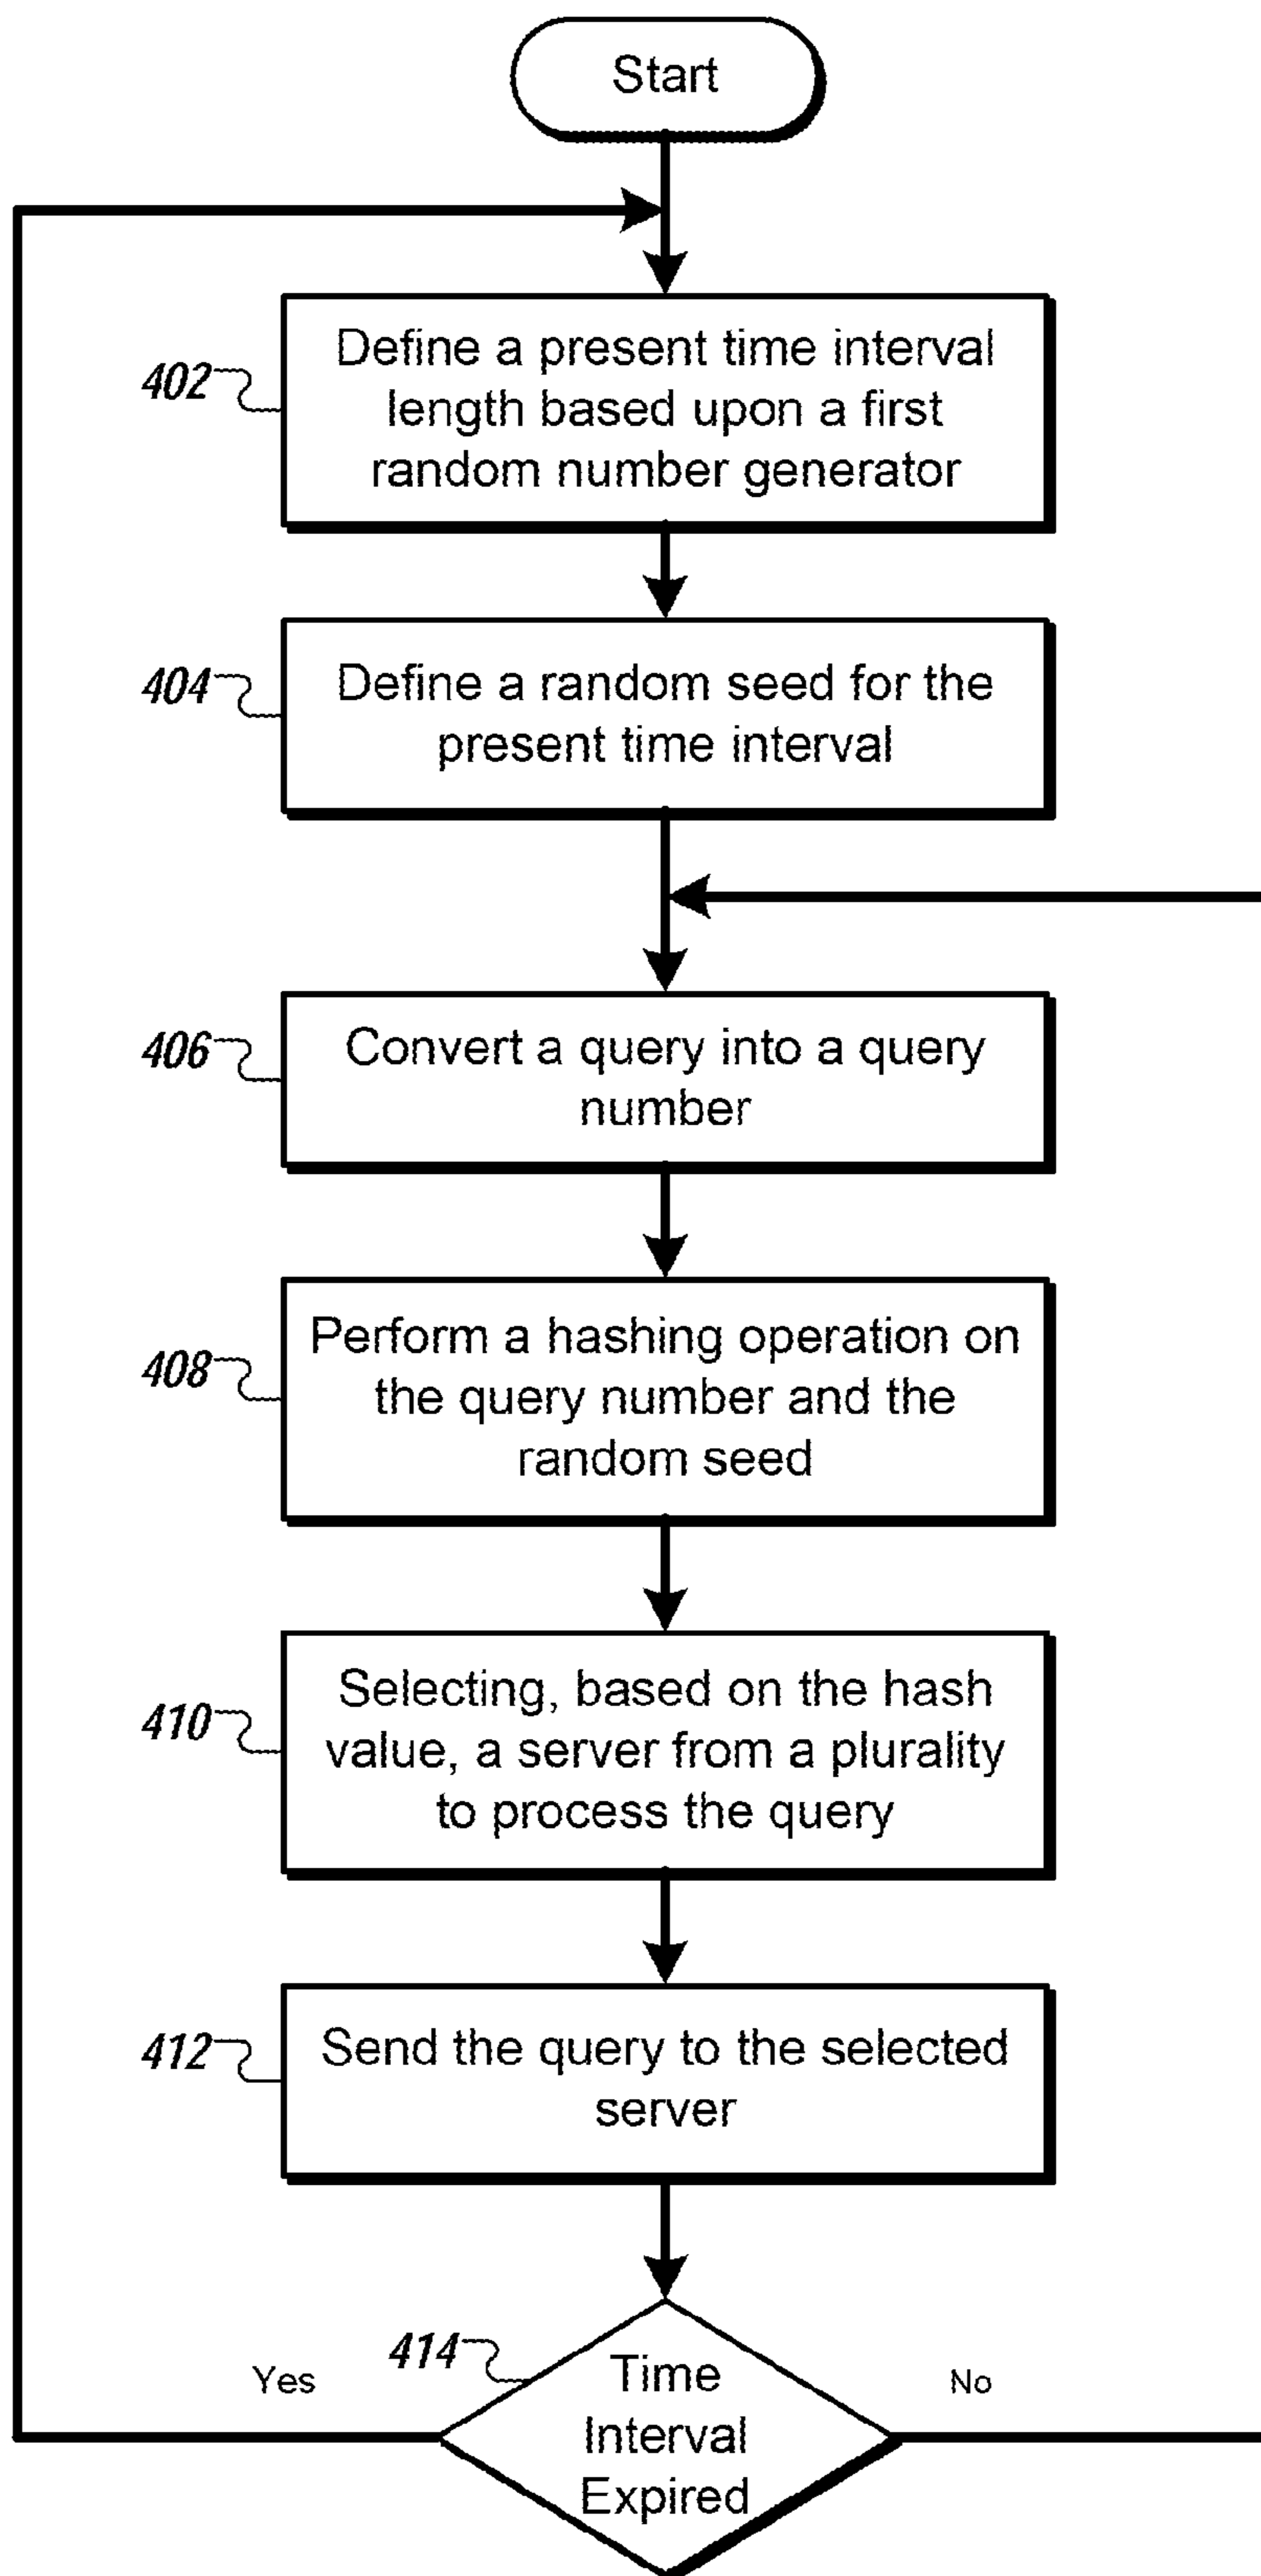 Start
402
Define a present time interval
length based upon a first
random number generator
404
Define a random seed for the
present time interval
406
Convert a query into a query
number
408
Perform a hashing operation on
the query number and the
random seed
410
Selecting, based on the hash
value, a server from a plurality
to process the query
412
Send the query to the selected
server
414
Yes
Time
Interval
Expired
No